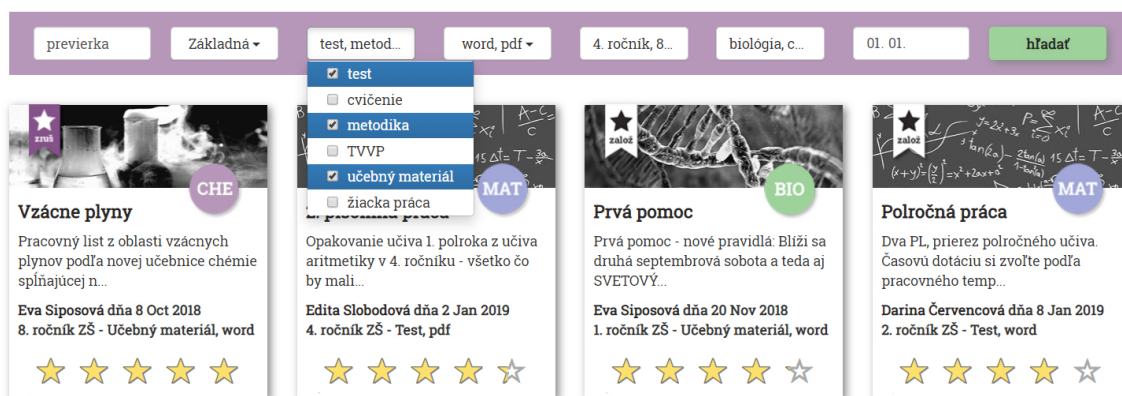 previerka
Základná
test, metod...
word, pdf
4. ročník, 8...
biológia, c...
01. 01.
hľadať
test
cvičenie
metodika
TVVP
učebný materiál
žiacka práca
zruš
CHE
Vzácne plyny
Pracovný list z oblasti vzácnych
plynov podľa novej učebnice chémie
spĺňajúcej n...
Eva Siposová dňa 8 Oct 2018
8. ročník ZŠ - Učebný materiál, word
MAT
2. písomná práca
Opakovanie učiva 1. polroka z učiva
aritmetiky v 4. ročníku - všetko čo
by mali...
Edita Slobodová dňa 2 Jan 2019
4. ročník ZŠ - Test, pdf
založ
BIO
Prvá pomoc
Prvá pomoc - nové pravidlá: Blíži sa
druhá septembrová sobota a teda aj
SVETOVÝ...
Eva Siposová dňa 20 Nov 2018
1. ročník ZŠ - Učebný materiál, word
založ
MAT
Polročná práca
Dva PL, prierez polročného učiva.
Časovú dotáciu si zvoľte podľa
pracovného temp...
Darina Červencová dňa 8 Jan 2019
2. ročník ZŠ - Test, word